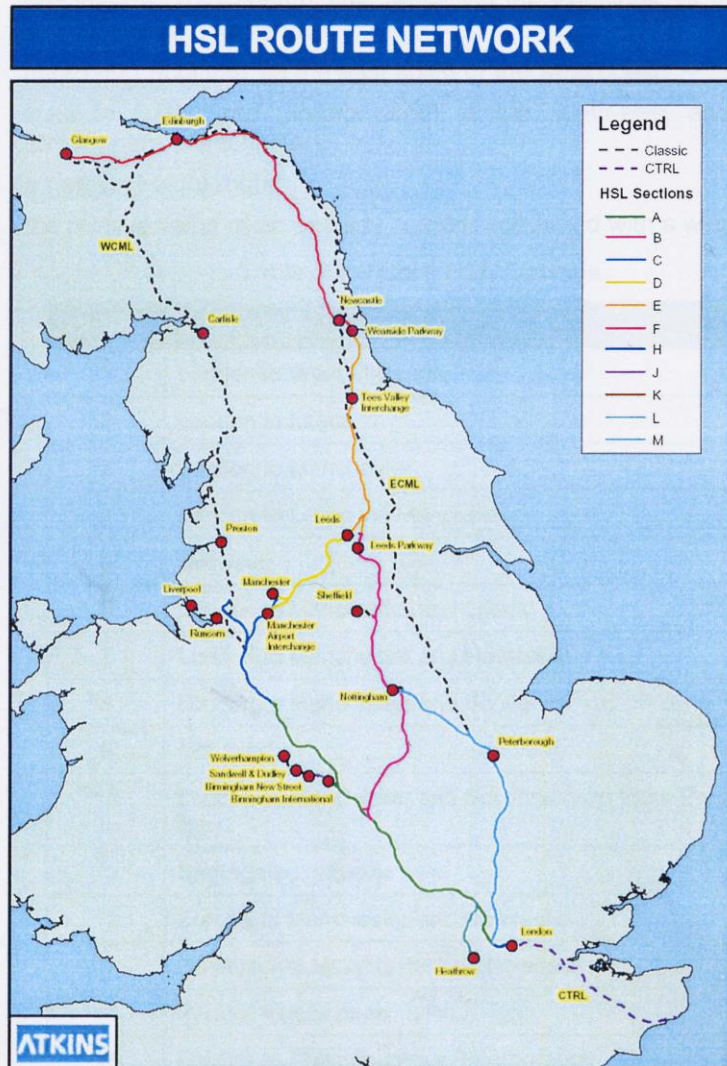 HSL ROUTE NETWORK
Edinburgh
Glasgow
Legend
Classic
CTRL
HSL Sections
A
B
C
D
E
F
H
J
K
L
M
WCML
Newcastle
Carlisle
Wearside Parkway
Tees Valley
Interchange
ECML
Leeds
Preston
Leeds Parkway
Manchester
Liverpool
Sheffield
Runcorn
Manchester
Airport
Interchange
Nottingham
Peterborough
Wolverhampton
Sandwell & Dudley
Birmingham New Street
Birmingham International
London
Heathrow
CTRL
ATKINS